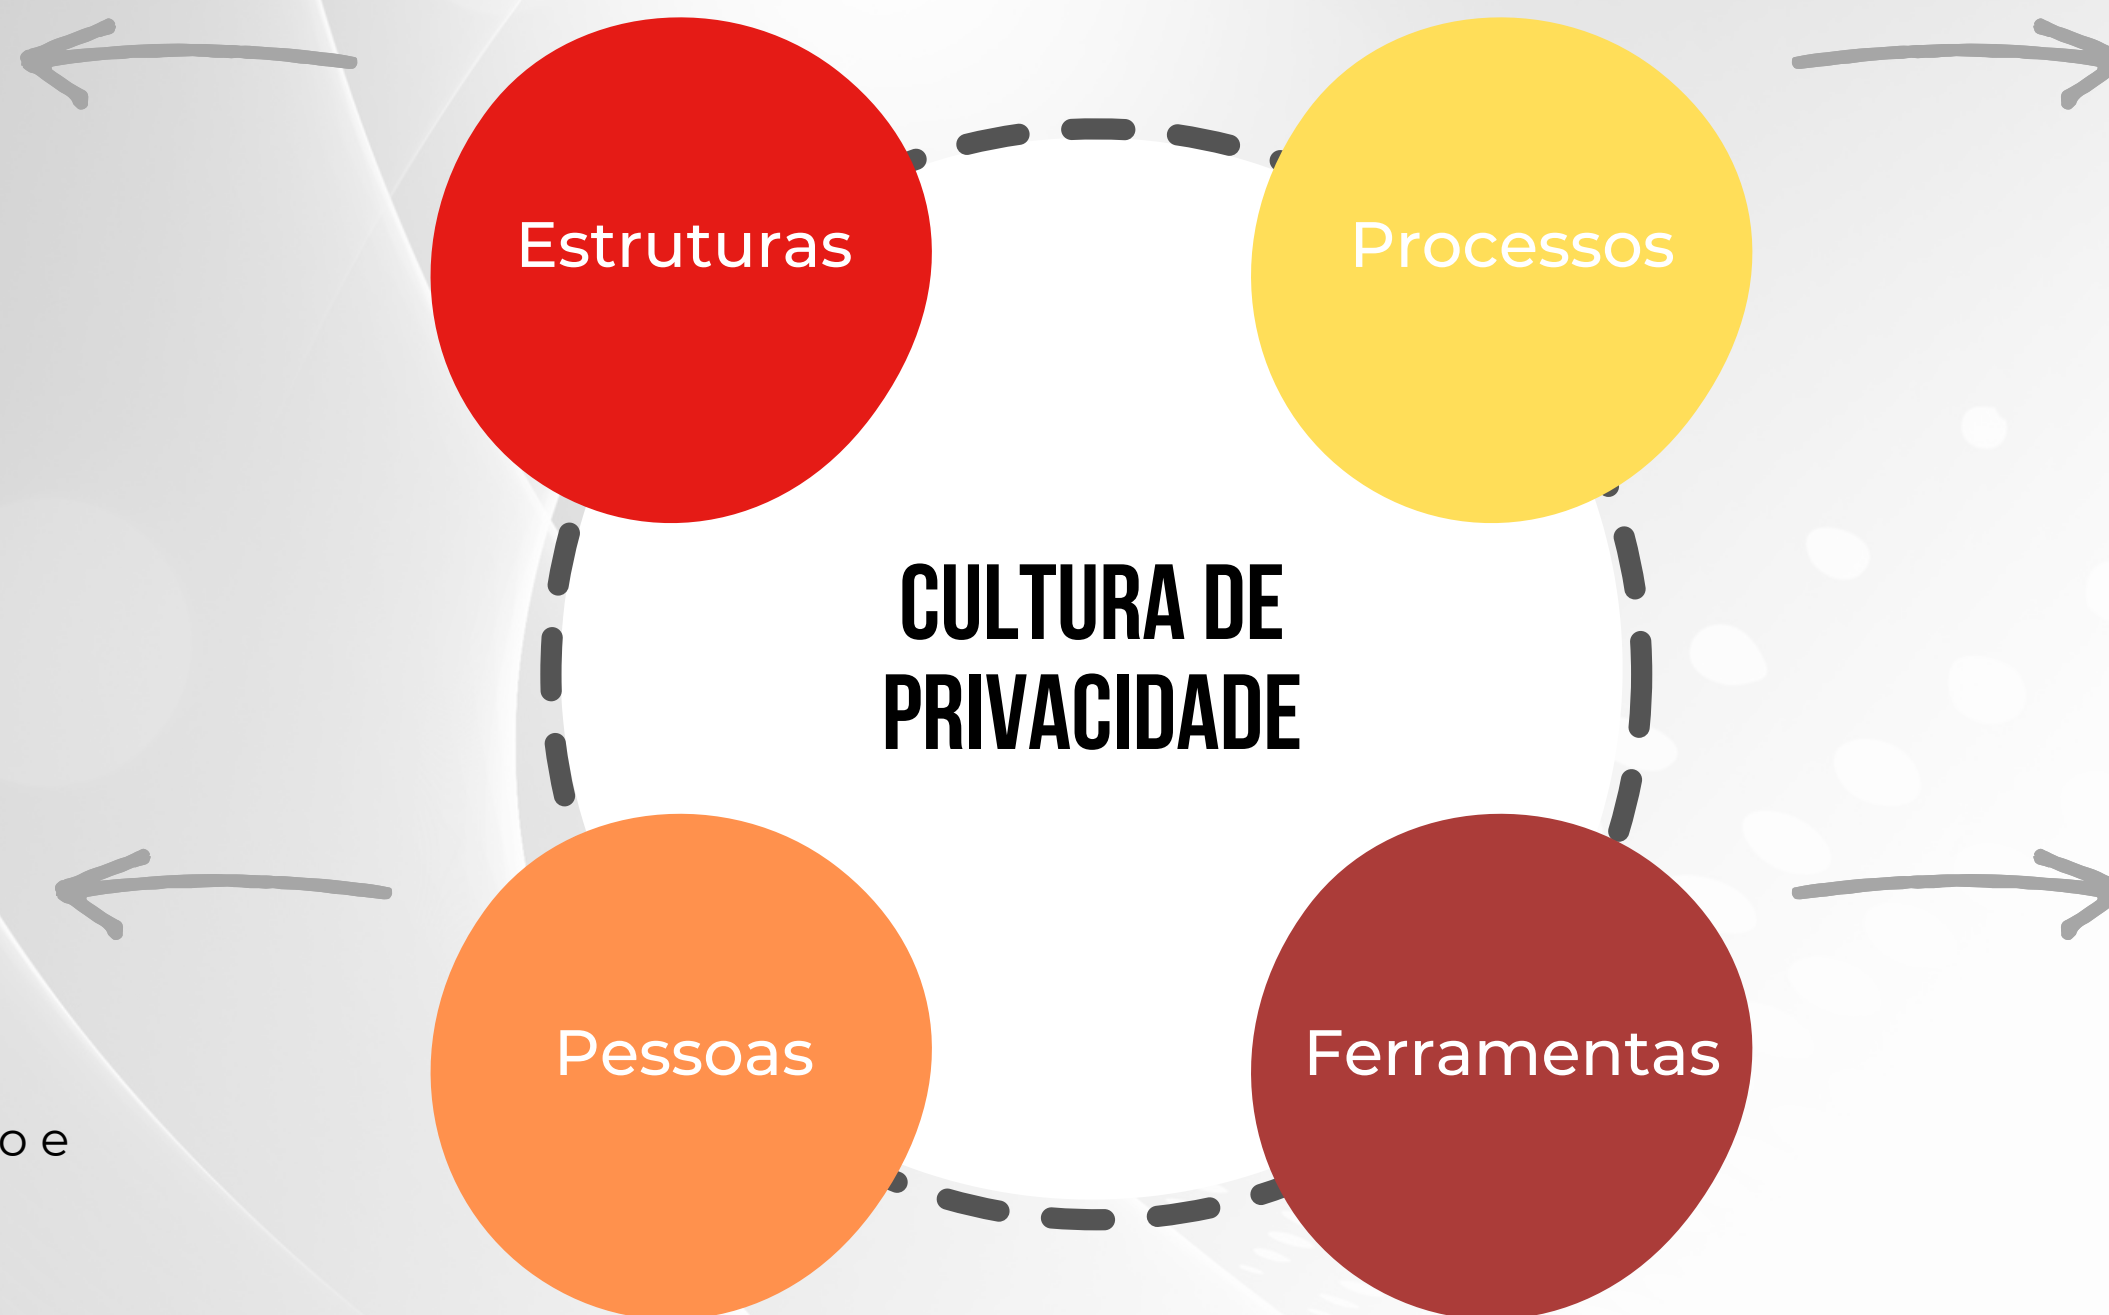 Estruturas
Processos
CULTURA DE
PRIVACIDADE
Pessoas
Ferramentas
o e